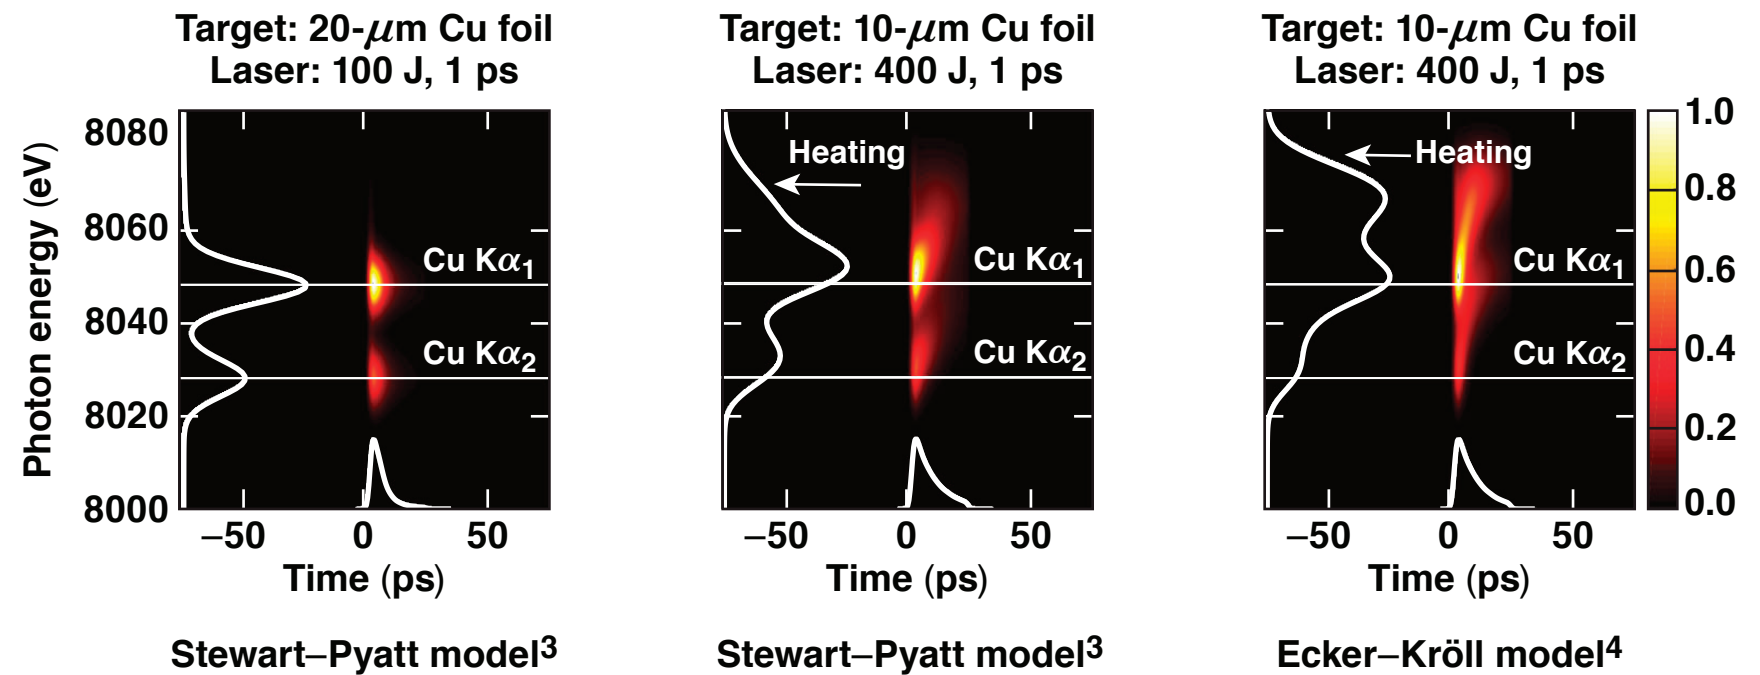 Target: 20-μm Cu foil
Laser: 100 J, 1 ps
Target: 10-μm Cu foil
Laser: 400 J, 1 ps
Target: 10-μm Cu foil
Laser: 400 J, 1 ps
Photon energy (eV)
8080
8060
8040
8020
8000
Cu Kα1
Cu Kα2
−50
0
50
Time (ps)
Heating
Cu Kα1
Cu Kα2
−50
0
50
Time (ps)
Heating
Cu Kα1
Cu Kα2
−50
0
50
Time (ps)
1.0
0.8
0.6
0.4
0.2
0.0
Stewart–Pyatt model3
Stewart–Pyatt model3
Ecker–Kröll model4